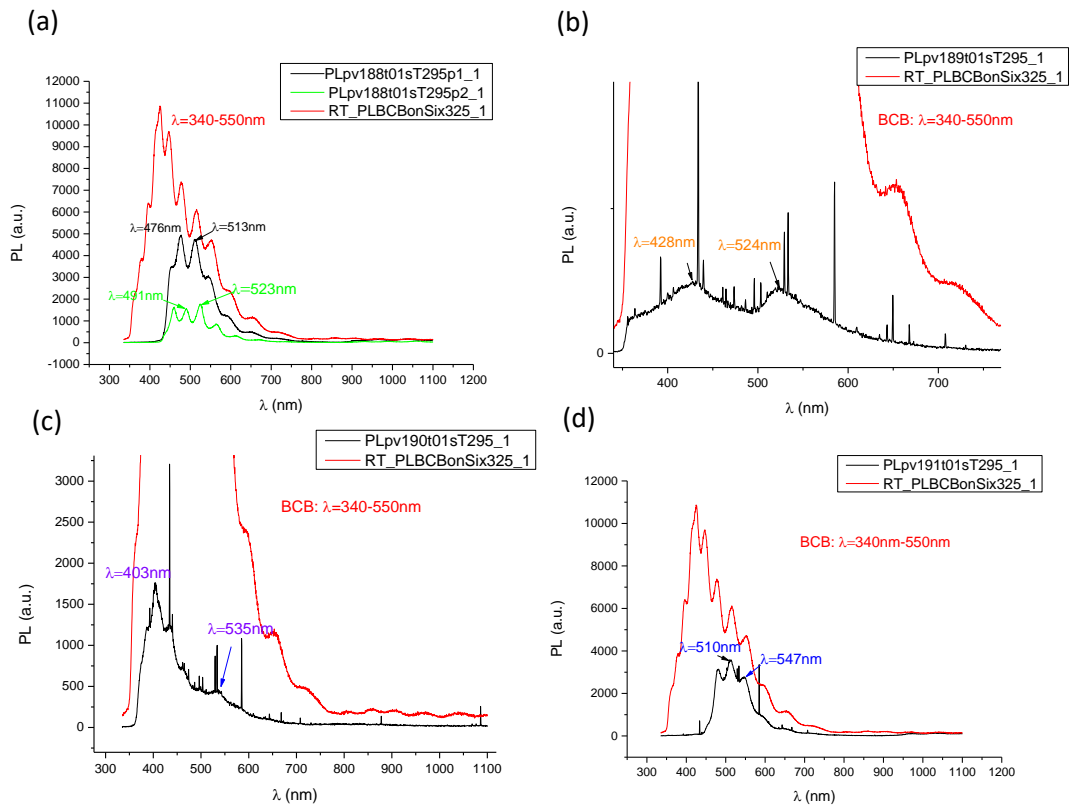 (a)
PLpv188t01sT295p1_1
PLpv188t01sT295p2_1
RT_PLBCBonSix325_1
12000
11000
10000
9000
8000
7000
6000
5000
4000
3000
2000
1000
0
-1000
PL (a.u.)
λ=340-550nm
λ=476nm
λ=513nm
λ=491nm
λ=523nm
300 400 500 600 700 800 900 1000 1100 1200
λ (nm)
(b)
PLpv189t01sT295_1
RT_PLBCBonSix325_1
BCB: λ=340-550nm
λ=428nm
λ=524nm
PL (a.u.)
0
400 500 600 700
λ (nm)
(c)
PLpv190t01sT295_1
RT_PLBCBonSix325_1
3000
2500
2000
1750
1500
1250
1000
750
500
250
0
PL (a.u.)
BCB: λ=340-550nm
λ=403nm
λ=535nm
300 400 500 600 700 800 900 1000 1100
λ (nm)
(d)
PLpv191t01sT295_1
RT_PLBCBonSix325_1
12000
10000
8000
6000
4000
2000
0
PL (a.u.)
BCB: λ=340nm-550nm
λ=510nm
λ=547nm
300 400 500 600 700 800 900 1000 1100 1200
λ (nm)